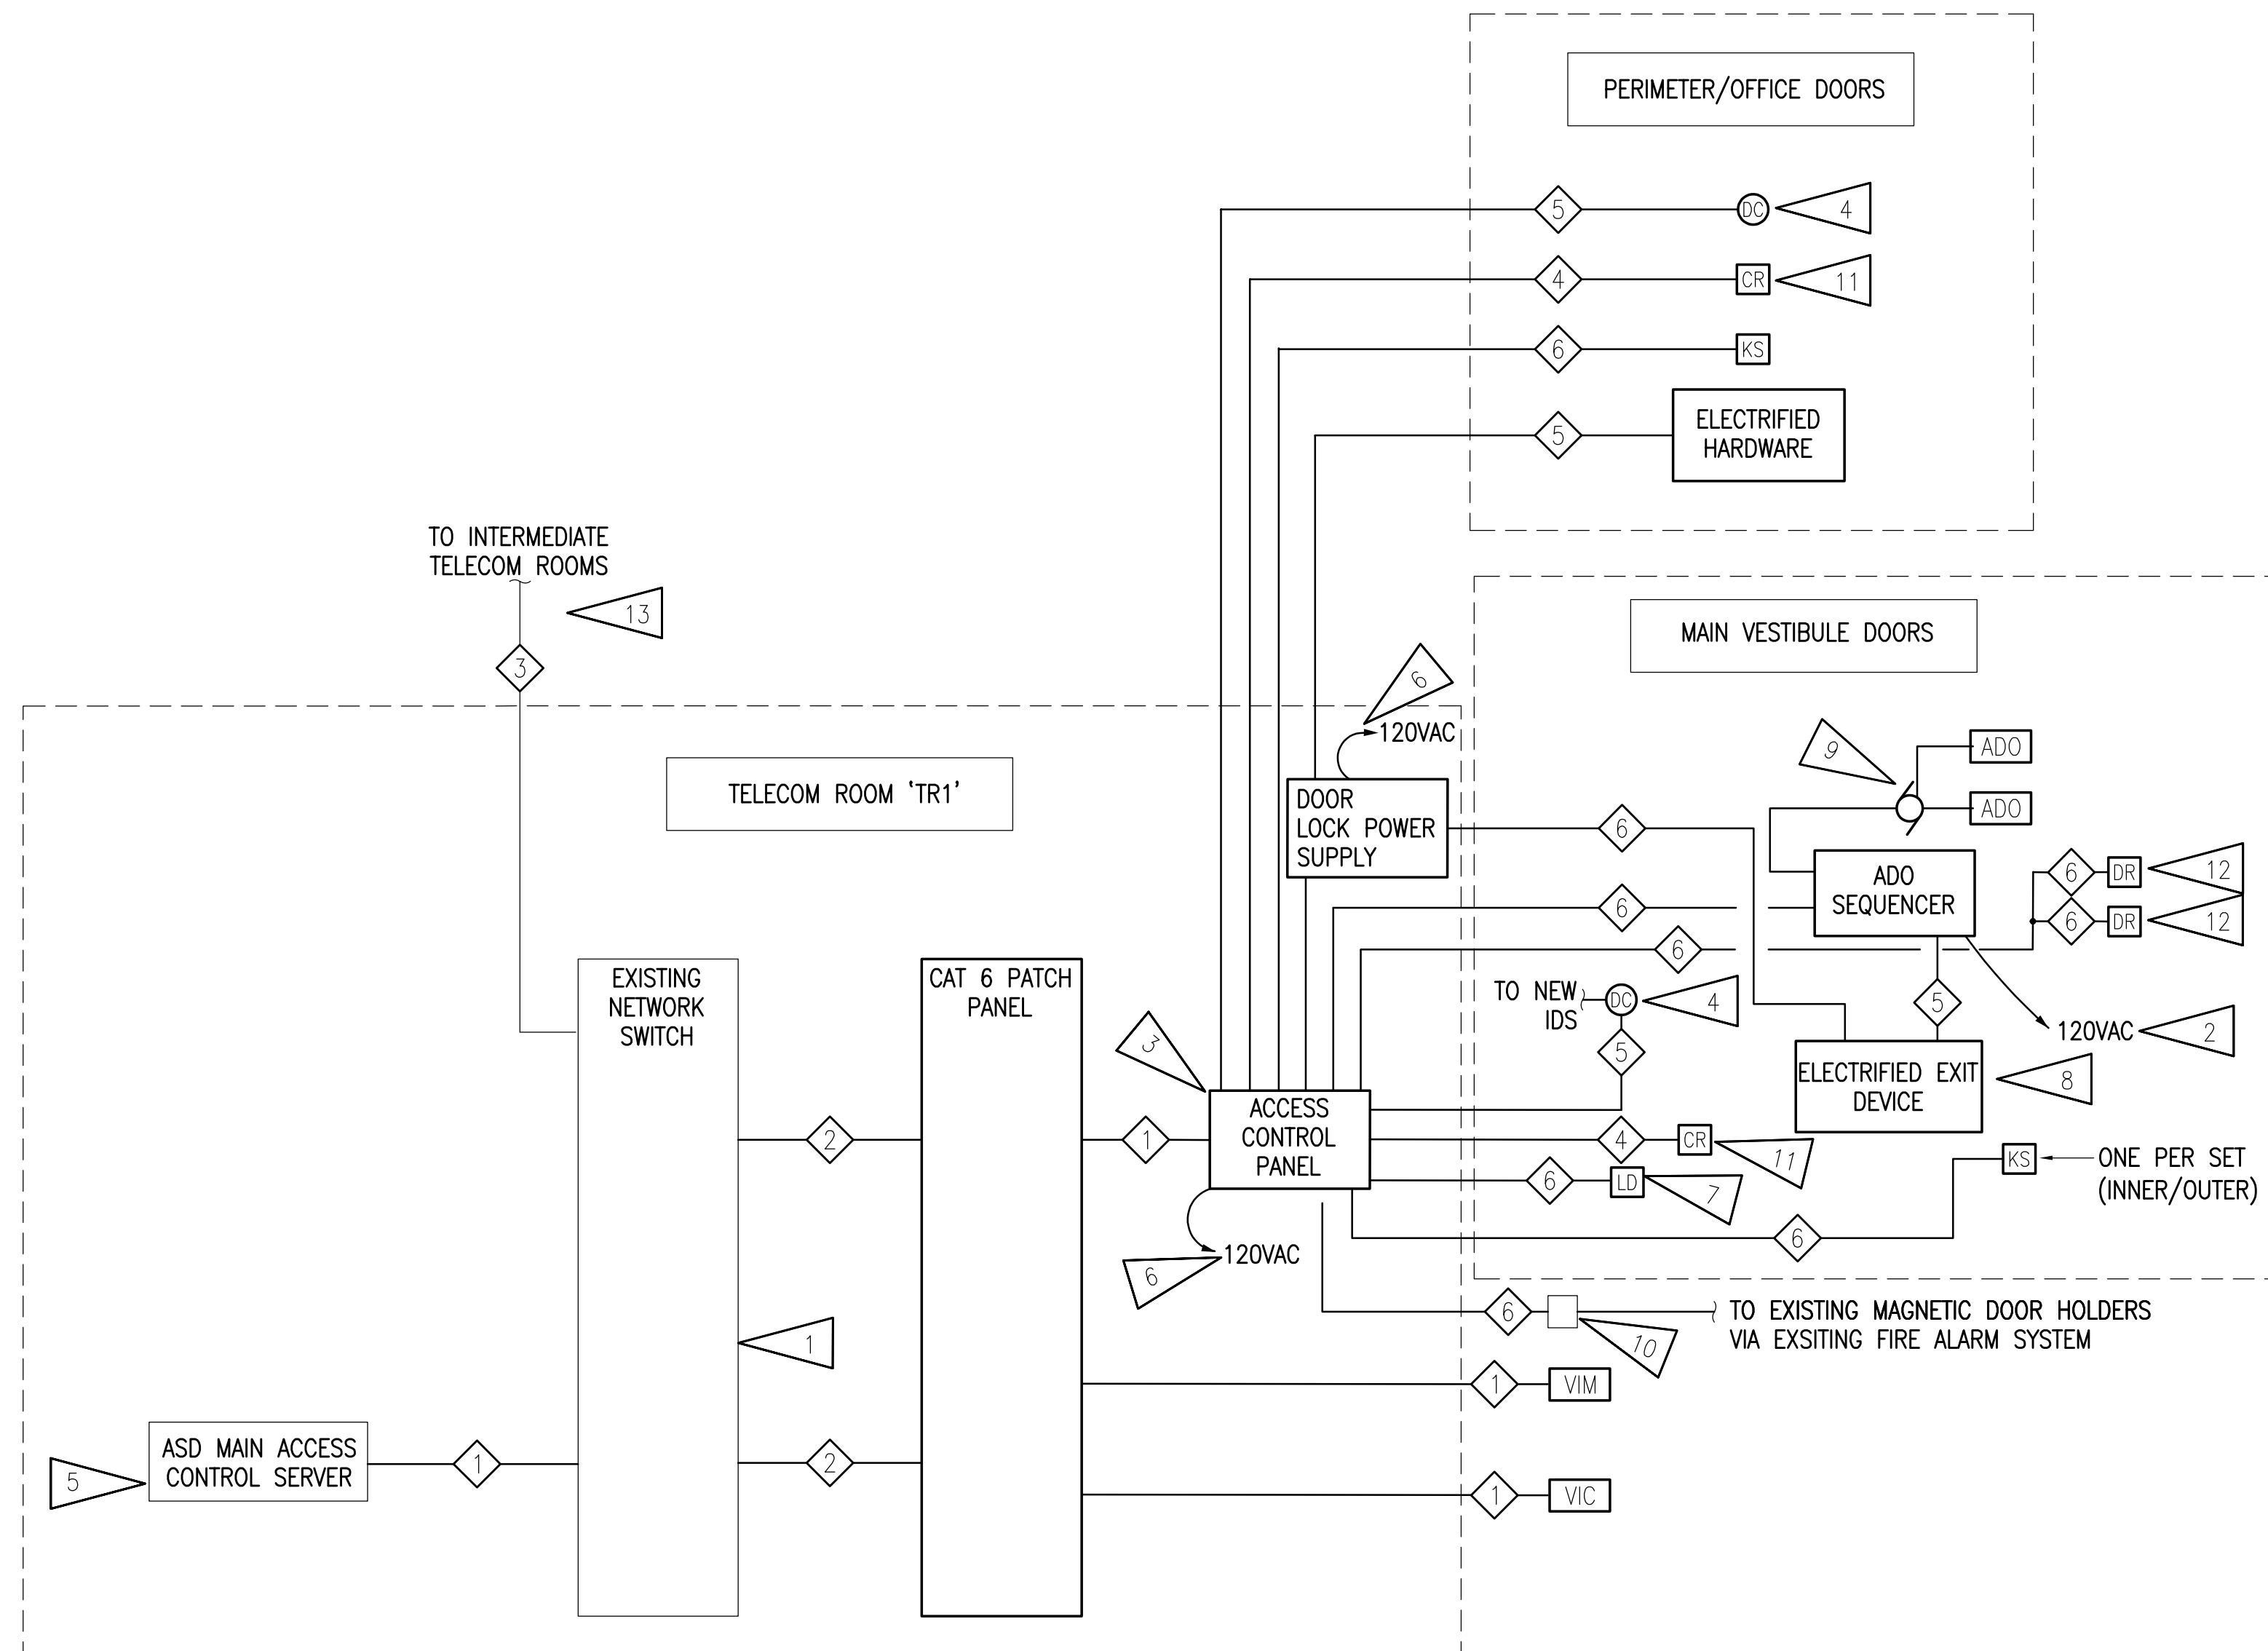 PERIMETER/OFFICE DOORS
5
DC
4
4
CR
11
6
KS
5
ELECTRIFIED
HARDWARE
TO INTERMEDIATE
TELECOM ROOMS
13
3
MAIN VESTIBULE DOORS
6
120VAC
TELECOM ROOM ‘TR1’
DOOR
LOCK POWER
SUPPLY
9
ADO
ADO
6
ADO
SEQUENCER
6
DR
12
6
6
DR
12
6
EXISTING
NETWORK
SWITCH
CAT 6 PATCH
PANEL
TO NEW
IDS
DC
4
5
5
120VAC
2
3
ELECTRIFIED EXIT
DEVICE
8
2
1
ACCESS
CONTROL
PANEL
4
CR
11
6
LD
7
KS
ONE PER SET
(INNER/OUTER)
6
120VAC
6
6
10
TO EXISTING MAGNETIC DOOR HOLDERS
VIA EXSITING FIRE ALARM SYSTEM
1
1
VIM
ASD MAIN ACCESS
CONTROL SERVER
5
1
2
1
VIC